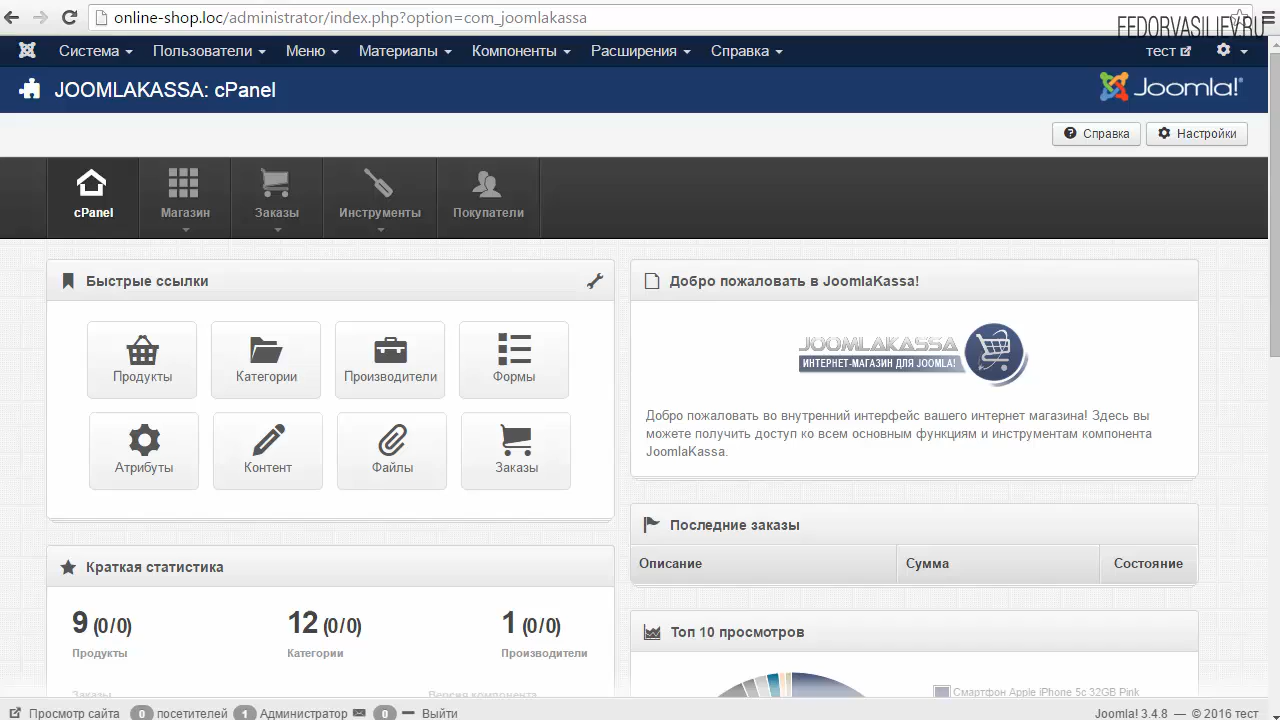 online-shop.loc/administrator/index.php?option=com_joomlakassa
FEDORVASILIEV.RU
Система Пользователи Меню Материалы Компоненты Расширения Справка тест
JOOMLAKASSA: cPanel
Joomla!®
Справка Настройки
cPanel Магазин Заказы Инструменты Покупатели
Быстрые ссылки
Продукты Категории Производители Формы
Атрибуты Контент Файлы Заказы
Добро пожаловать в JoomlaKassa!
JOOMLAKASSA
ИНТЕРНЕТ-МАГАЗИН ДЛЯ JOOMLA!
Добро пожаловать во внутренний интерфейс вашего интернет магазина! Здесь вы
можете получить доступ ко всем основным функциям и инструментам компонента
JoomlaKassa.
Последние заказы
Описание Сумма Состояние
Краткая статистика
9 (0/0) 12 (0/0) 1 (0/0)
Продукты Категории Производители
Заказы Версия компонента
Топ 10 просмотров
Смартфон Apple iPhone 5c 32GB Pink
Просмотр сайта 0 посетителей 1 Администратор 0 Выйти
Joomla! 3.4.8 — © 2016 тест